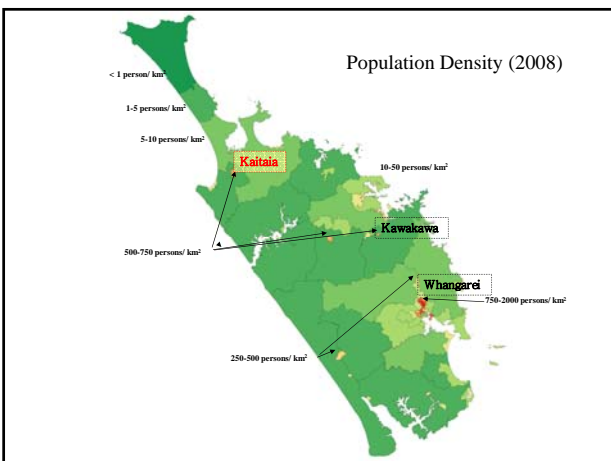 Population Density (2008)
< 1 person/ km²
1-5 persons/ km²
5-10 persons/ km²
Kaitaia
10-50 persons/ km²
Kawakawa
500-750 persons/ km²
Whangarei
750-2000 persons/ km²
250-500 persons/ km²